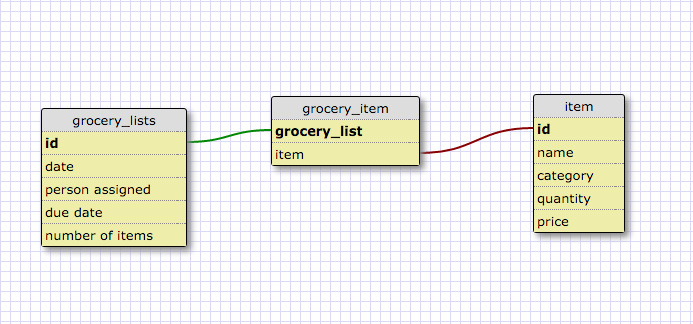 grocery_lists
id
date
person assigned
due date
number of items
grocery_item
grocery_list
item
item
id
name
category
quantity
price